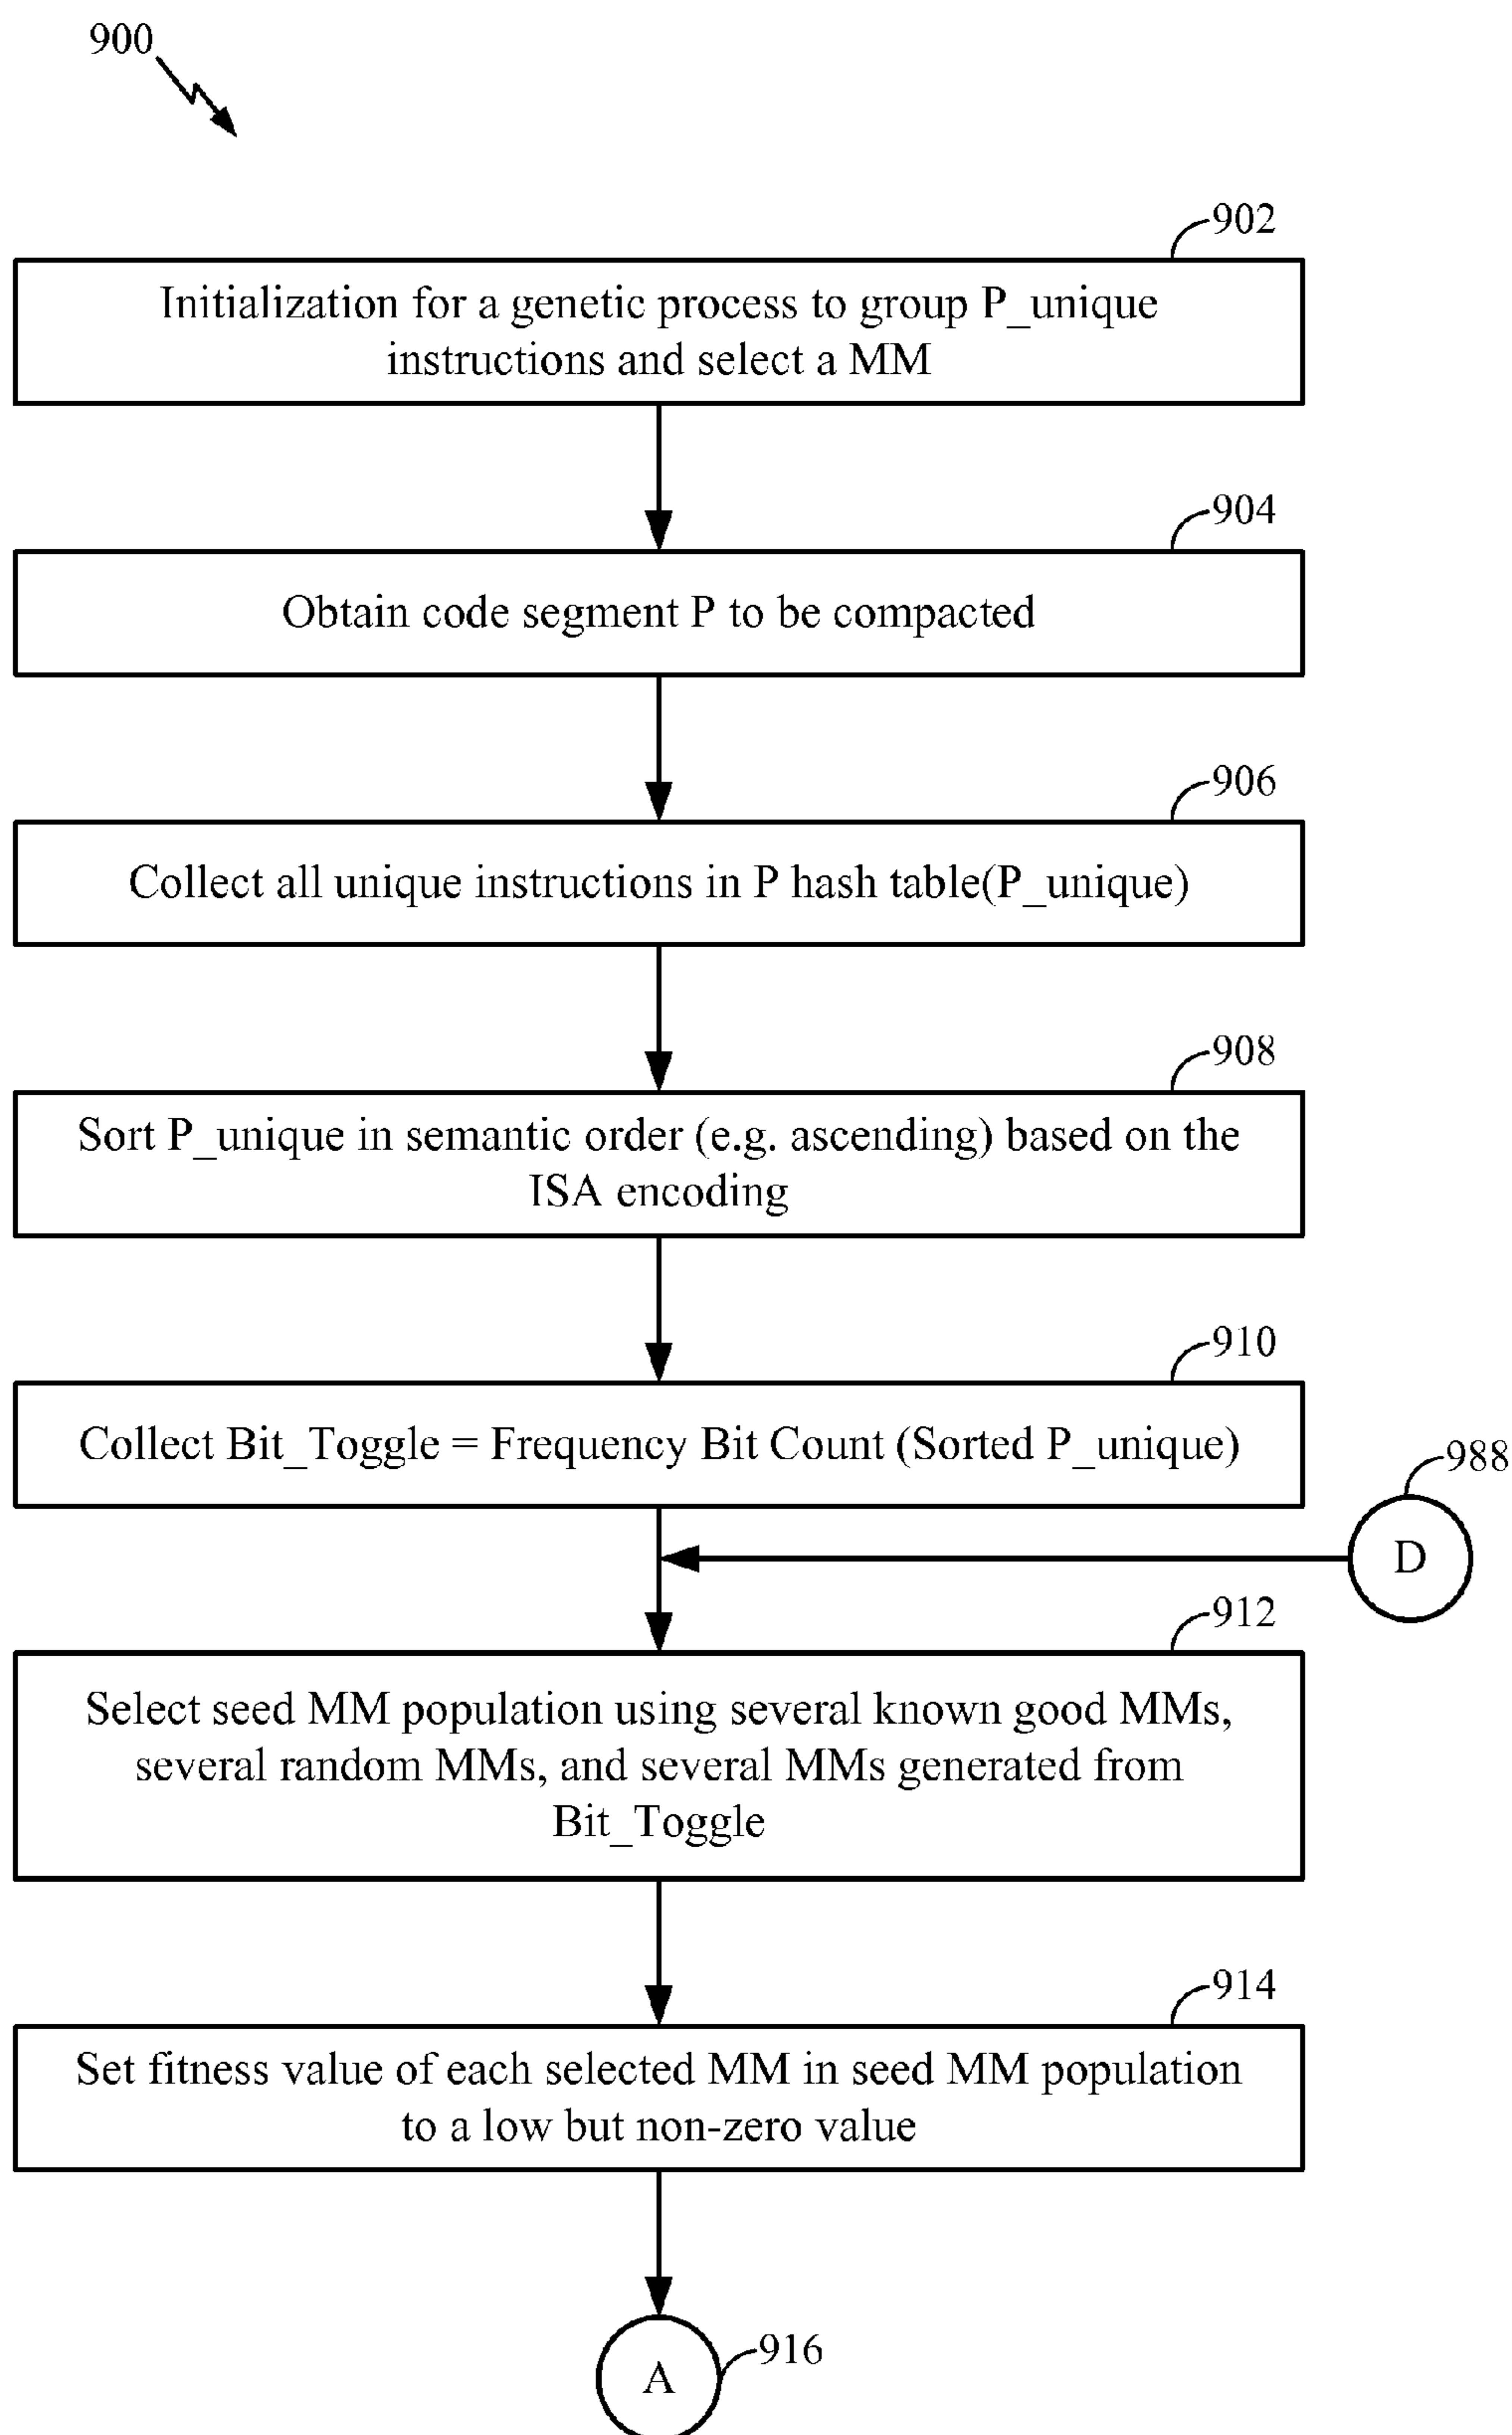 900
902
Initialization for a genetic process to group P_unique
instructions and select a MM
904
Obtain code segment P to be compacted
906
Collect all unique instructions in P hash table(P_unique)
908
Sort P_unique in semantic order (e.g. ascending) based on the
ISA encoding
910
Collect Bit_Toggle = Frequency Bit Count (Sorted P_unique)
988
D
912
Select seed MM population using several known good MMs,
several random MMs, and several MMs generated from
Bit_Toggle
914
Set fitness value of each selected MM in seed MM population
to a low but non-zero value
916
A